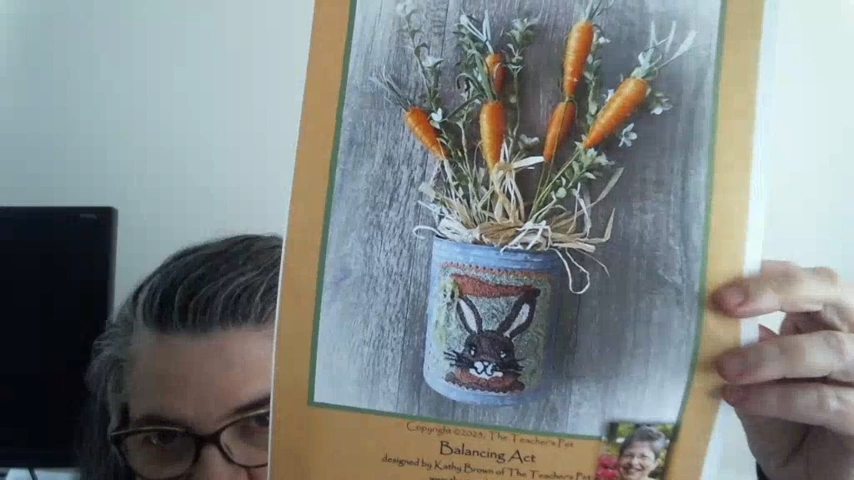 Copyright ©2023, The Teacher's Pet
Balancing Act
designed by Kathy Brown of The Teacher's Pet